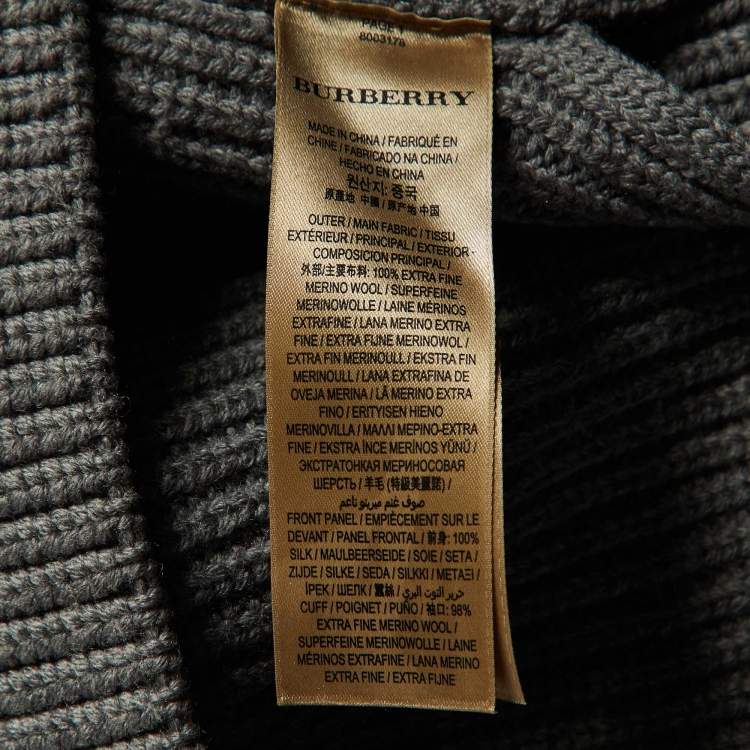 8003178
BURBERRY
MADE IN CHINA / FABRIQUÉ EN
CHINE / FABRICADO NA CHINA /
HECHO EN CHINA
원산지: 중국
原産地 中國 / 原产地 中国
OUTER / MAIN FABRIC / TISSU
EXTÉRIEUR / PRINCIPAL / EXTERIOR -
COMPOSICION PRINCIPAL /
外部/主要布料: 100% EXTRA FINE
MERINO WOOL / SUPERFEINE
MERINOWOLLE / LAINE MÉRINOS
EXTRAFINE / LANA MERINO EXTRA
FINE / EXTRA FIJNE MERINOWOL /
EXTRA FIN MERINOULL / EKSTRA FIN
MERINOULL / LANA EXTRAFINA DE
OVEJA MERINA / LÃ MERINO EXTRA
FINO / ERITYISEN HIENO
MERINOVILLA / ΜΑΛΛΙ ΜΕΡΙΝΟ-EXTRA
FINE / EKSTRA İNCE MERİNOS YÜNÜ /
ЭКСТРАТОНКАЯ МЕРИНОСОВАЯ
ШЕРСТЬ / 羊毛 (特級美麗諾) /
صوف غنم ميرينو ناعم /
FRONT PANEL / EMPIÈCEMENT SUR LE
DEVANT / PANEL FRONTAL / 前身: 100%
SILK / MAULBEERSEIDE / SOIE / SETA /
ZIJDE / SILKE / SEDA / SILKKI / ΜΕΤΑΞΙ /
İPEK / ШЕЛК / 蠶絲 / حرير التوت البري /
CUFF / POIGNET / PUÑO / 袖口: 98%
EXTRA FINE MERINO WOOL /
SUPERFEINE MERINOWOLLE / LAINE
MÉRINOS EXTRAFINE / LANA MERINO
EXTRA FINE / EXTRA FIJNE